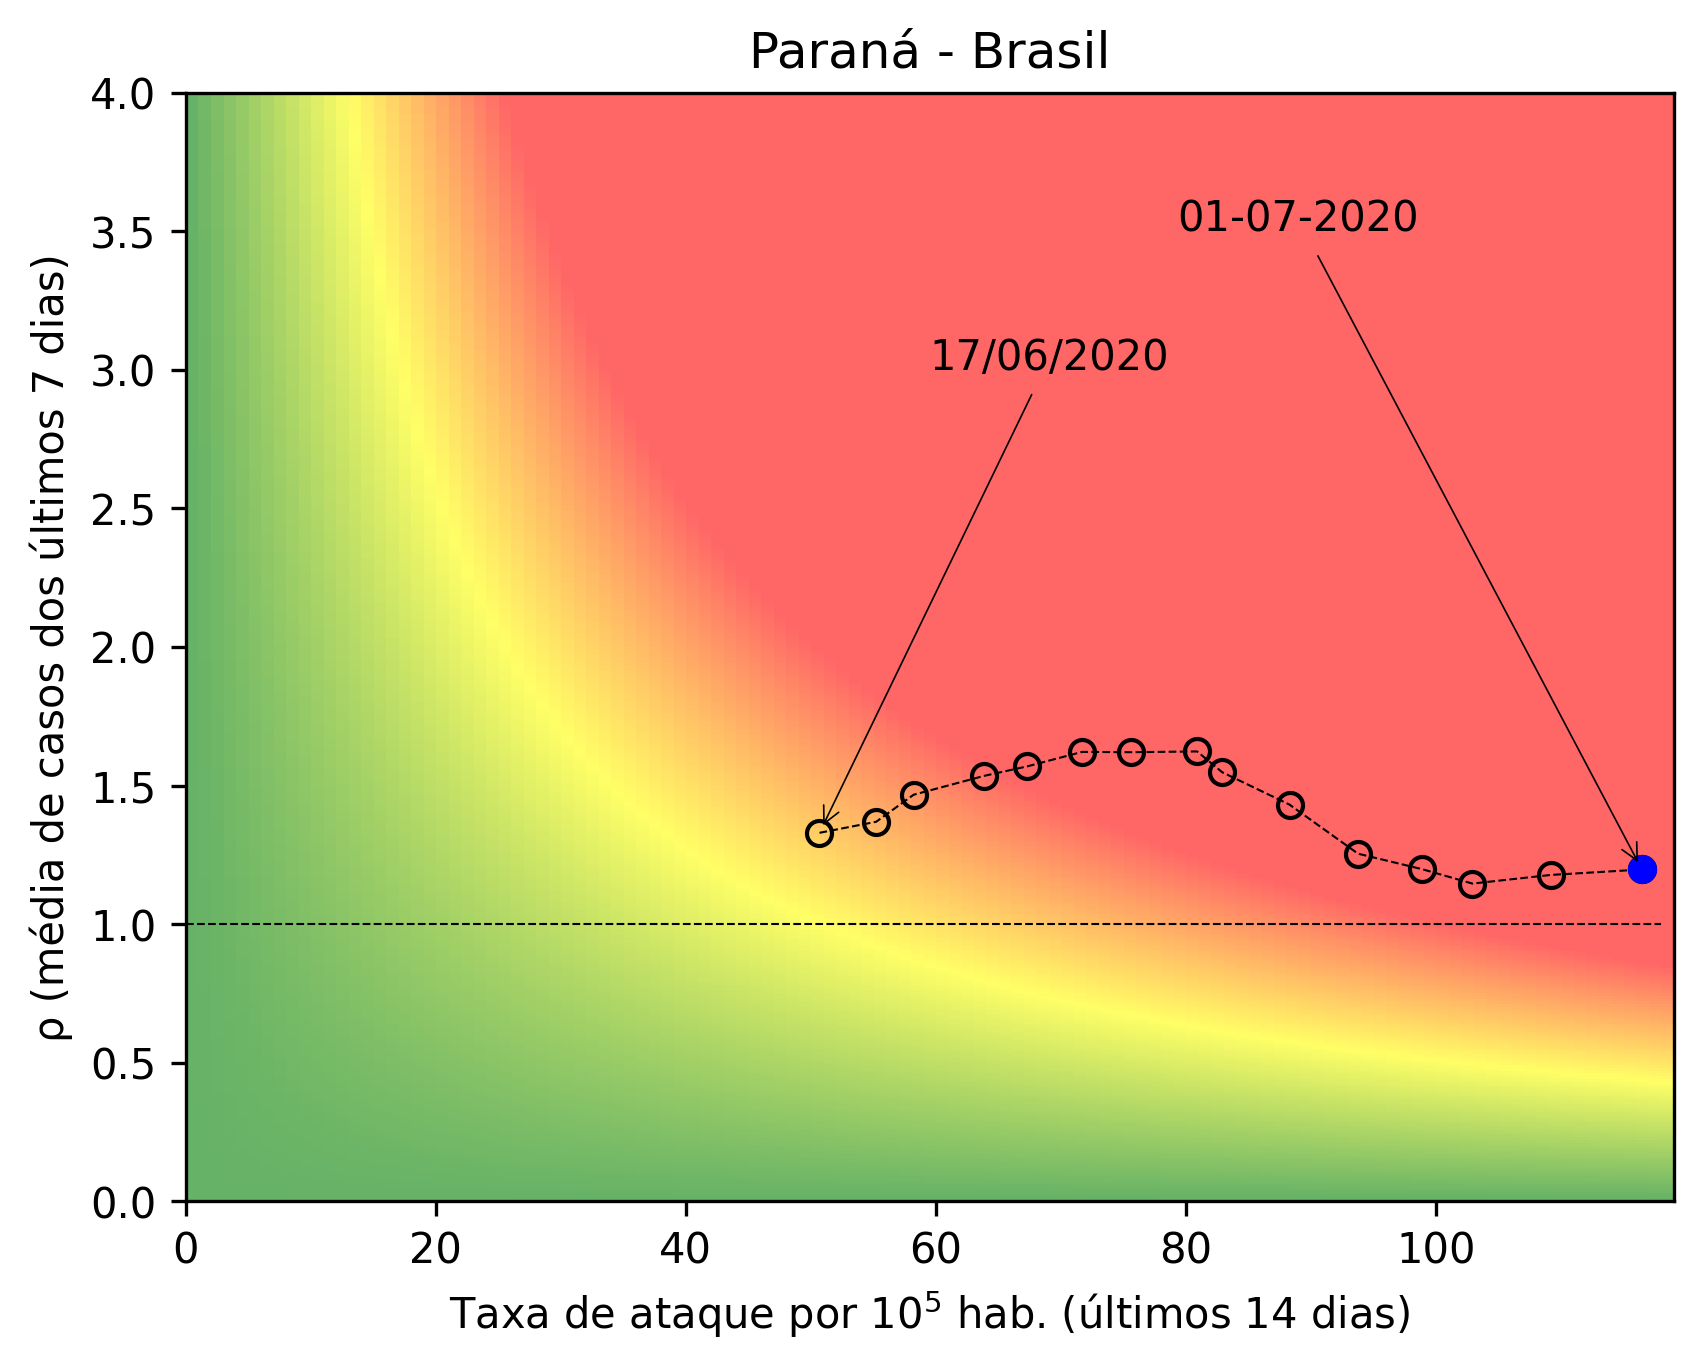 Paraná - Brasil
4.0
3.5
3.0
2.5
2.0
1.5
1.0
0.5
0.0
ρ (média de casos dos últimos 7 dias)
01-07-2020
17/06/2020
0 20 40 60 80 100
Taxa de ataque por 10⁵ hab. (últimos 14 dias)